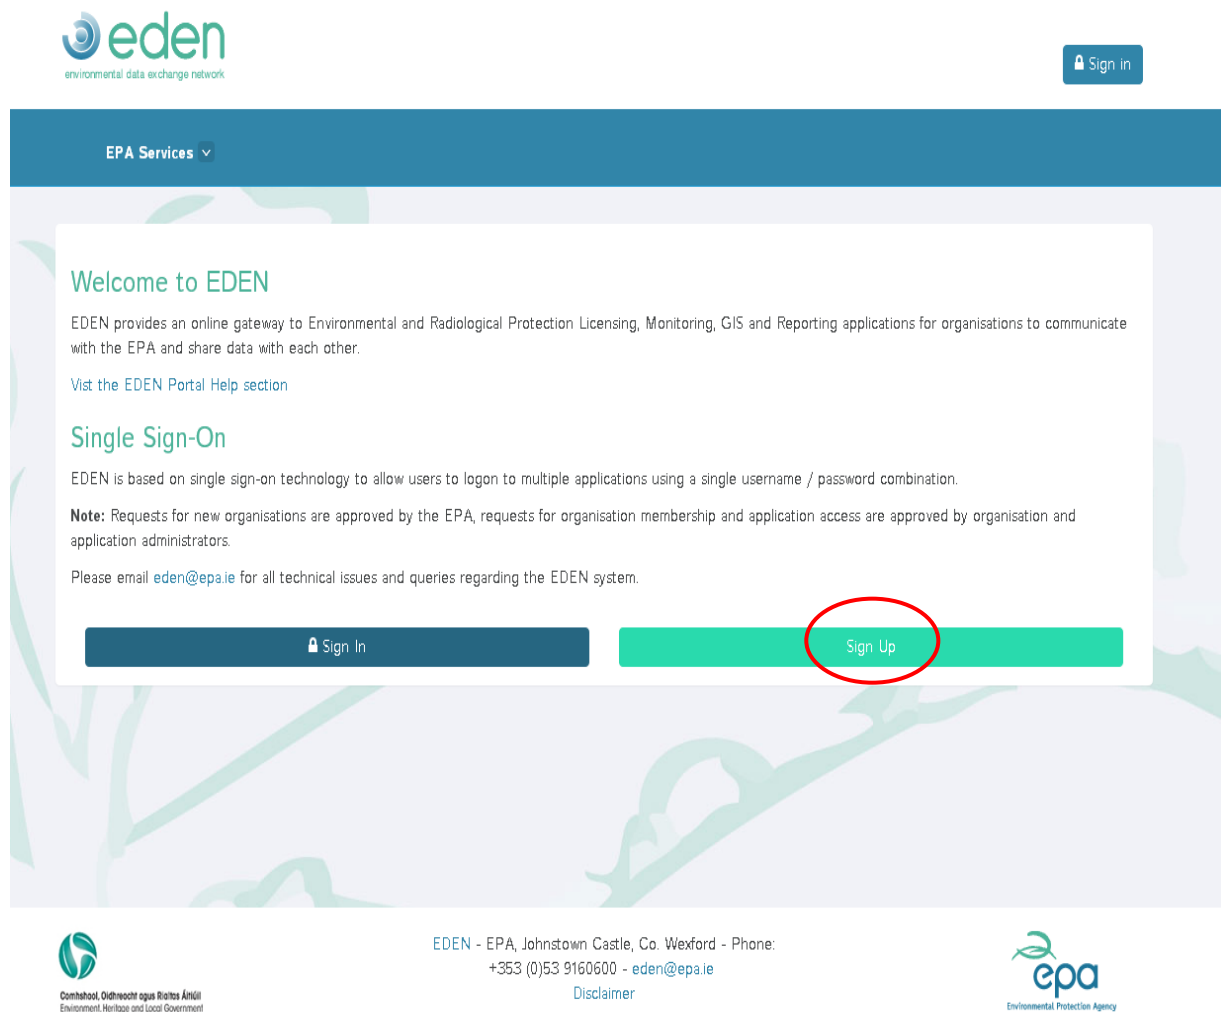 eden
environmental data exchange network
Sign in
EPA Services
Welcome to EDEN
EDEN provides an online gateway to Environmental and Radiological Protection Licensing, Monitoring, GIS and Reporting applications for organisations to communicate
with the EPA and share data with each other.
Vist the EDEN Portal Help section
Single Sign-On
EDEN is based on single sign-on technology to allow users to logon to multiple applications using a single username / password combination.
Note: Requests for new organisations are approved by the EPA, requests for organisation membership and application access are approved by organisation and
application administrators.
Please email eden@epa.ie for all technical issues and queries regarding the EDEN system.
Sign In
Sign Up
Comhshaol, Oidhreacht agus Rialtas Áitiúil
Environment, Heritage and Local Government
EDEN - EPA, Johnstown Castle, Co. Wexford - Phone:
+353 (0)53 9160600 - eden@epa.ie
Disclaimer
epa
Environmental Protection Agency